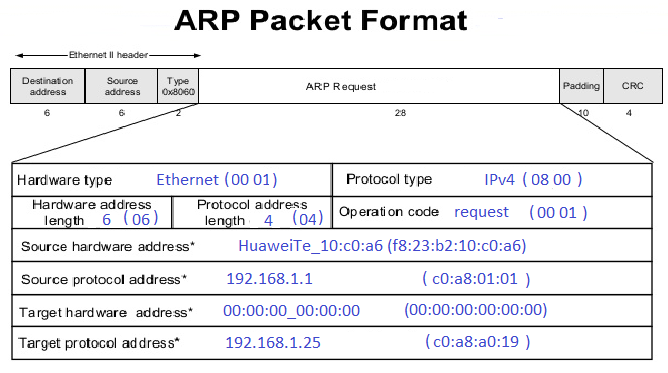 ARP Packet Format
Ethernet II header
Destination address Source address Type 0x8060 ARP Request Padding CRC
6 6 2 28 10 4
Hardware type Ethernet (00 01) Protocol type IPv4 ( 08 00 )
Hardware address length 6 (06) Protocol address length 4 (04) Operation code request (00 01 )
Source hardware address* HuaweiTe_10:c0:a6 (f8:23:b2:10:c0:a6)
Source protocol address* 192.168.1.1 ( c0:a8:01:01 )
Target hardware address* 00:00:00_00:00:00 (00:00:00:00:00:00)
Target protocol address* 192.168.1.25 ( c0:a8:a0:19 )